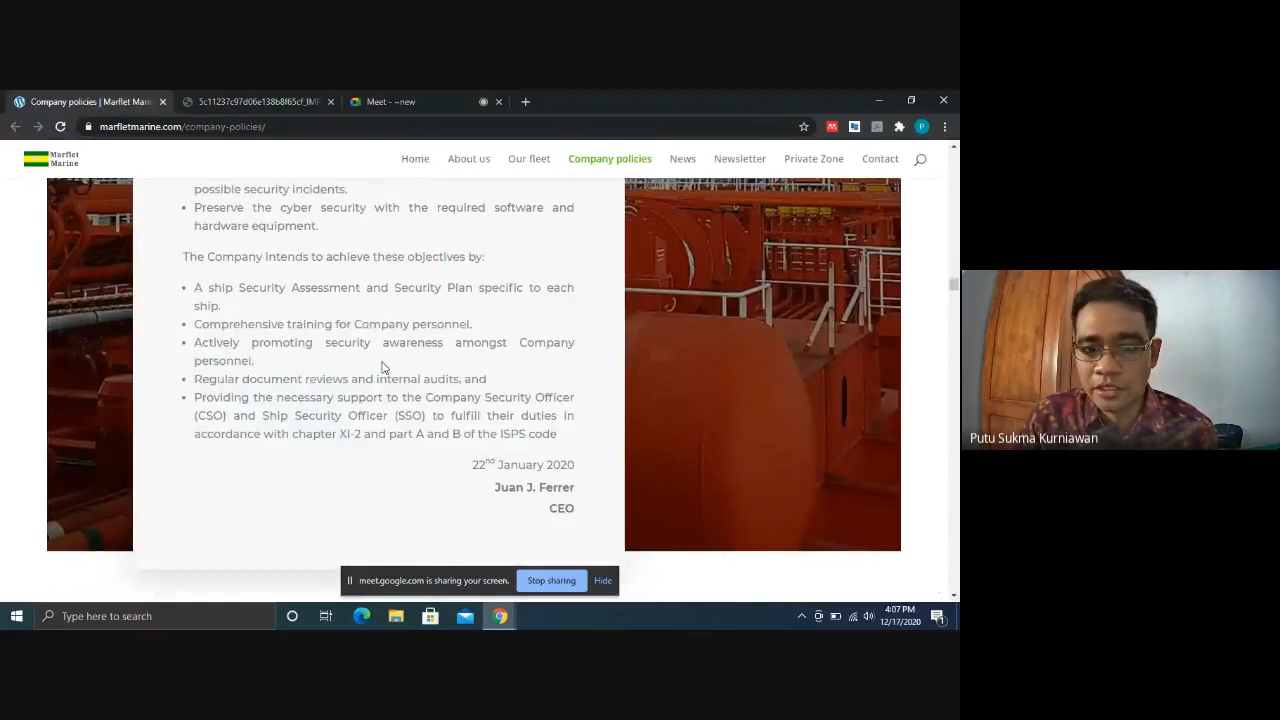 Company policies | Marflet Mari
5c11237c97d06e138b8f65cf_IMF
Meet - ~new
marfletmarine.com/company-policies/
P
Marflet
Marine
Home
About us
Our fleet
Company policies
News
Newsletter
Private Zone
Contact
possible security incidents.
• Preserve the cyber security with the required software and
hardware equipment.
The Company intends to achieve these objectives by:
• A ship Security Assessment and Security Plan specific to each
ship.
• Comprehensive training for Company personnel.
• Actively promoting security awareness amongst Company
personnel.
• Regular document reviews and internal audits, and
• Providing the necessary support to the Company Security Officer
(CSO) and Ship Security Officer (SSO) to fulfill their duties in
accordance with chapter XI-2 and part A and B of the ISPS code
22nd January 2020
Juan J. Ferrer
CEO
meet.google.com is sharing your screen.
Stop sharing
Hide
Type here to search
4:07 PM
12/17/2020
1
Putu Sukma Kurniawan